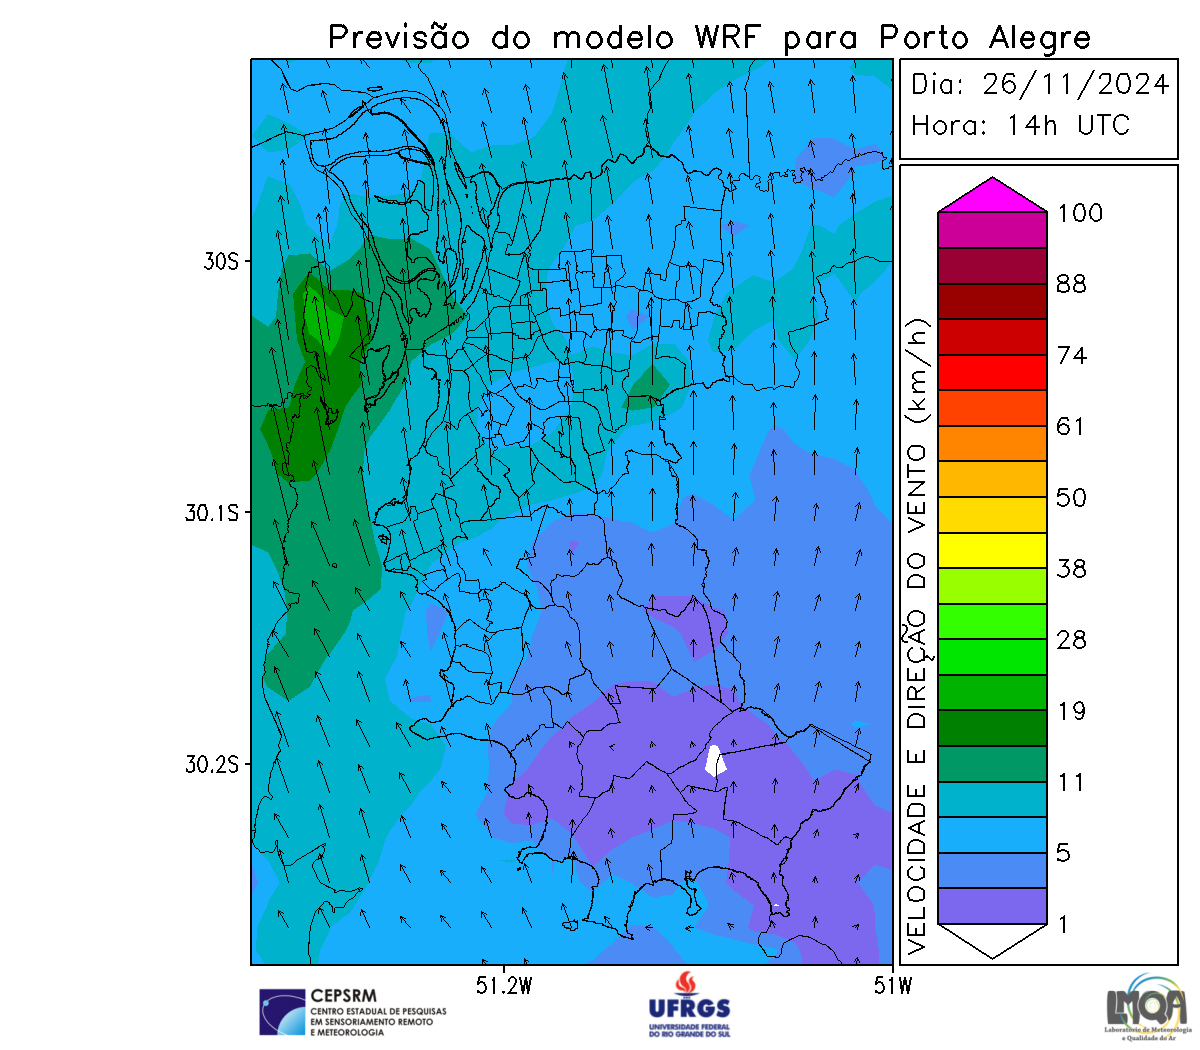 Previsão do modelo WRF para Porto Alegre
Dia: 26/11/2024
Hora: 14h UTC
30S
30.1S
30.2S
51.2W
51W
VELOCIDADE E DIREÇÃO DO VENTO (km/h)
100
88
74
61
50
38
28
19
11
5
1
CEPSRM
CENTRO ESTADUAL DE PESQUISAS
EM SENSORIAMENTO REMOTO
E METEOROLOGIA
UFRGS
UNIVERSIDADE FEDERAL
DO RIO GRANDE DO SUL
LMQA
Laboratório de Meteorologia
e Qualidade do Ar